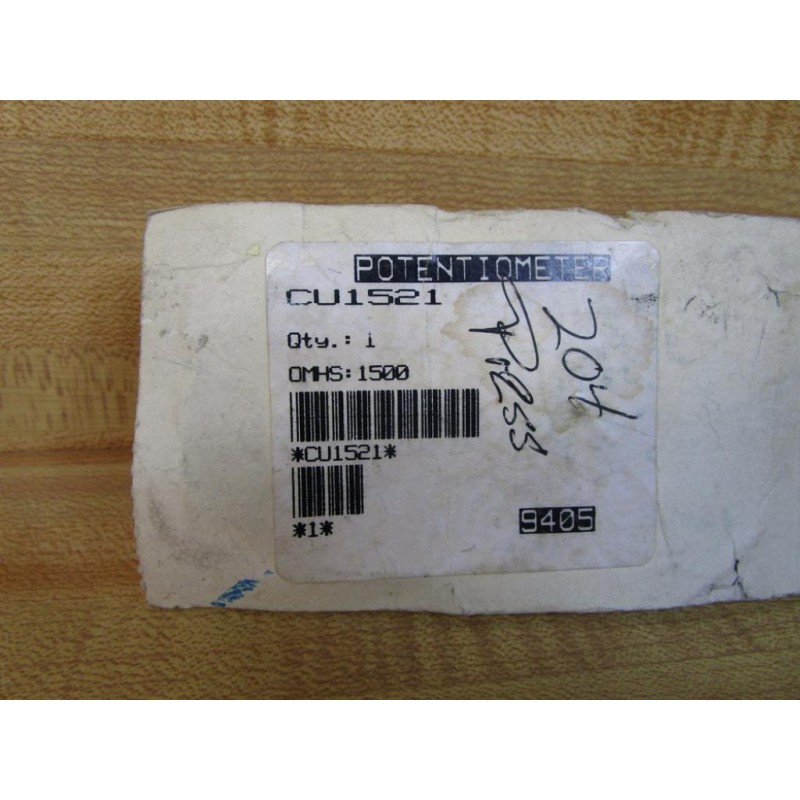 POTENTIOMETER
CU1521
Qty.: 1
OMHS:1500
*CU1521*
*1*
9405
204
Press